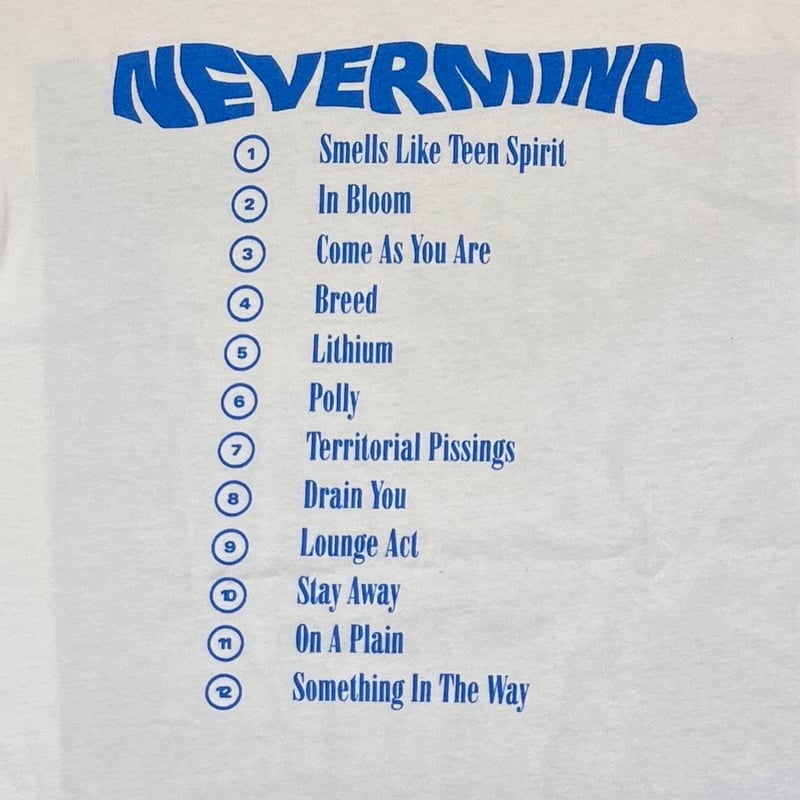 NEVERMIND
1 Smells Like Teen Spirit
2 In Bloom
3 Come As You Are
4 Breed
5 Lithium
6 Polly
7 Territorial Pissings
8 Drain You
9 Lounge Act
10 Stay Away
11 On A Plain
12 Something In The Way